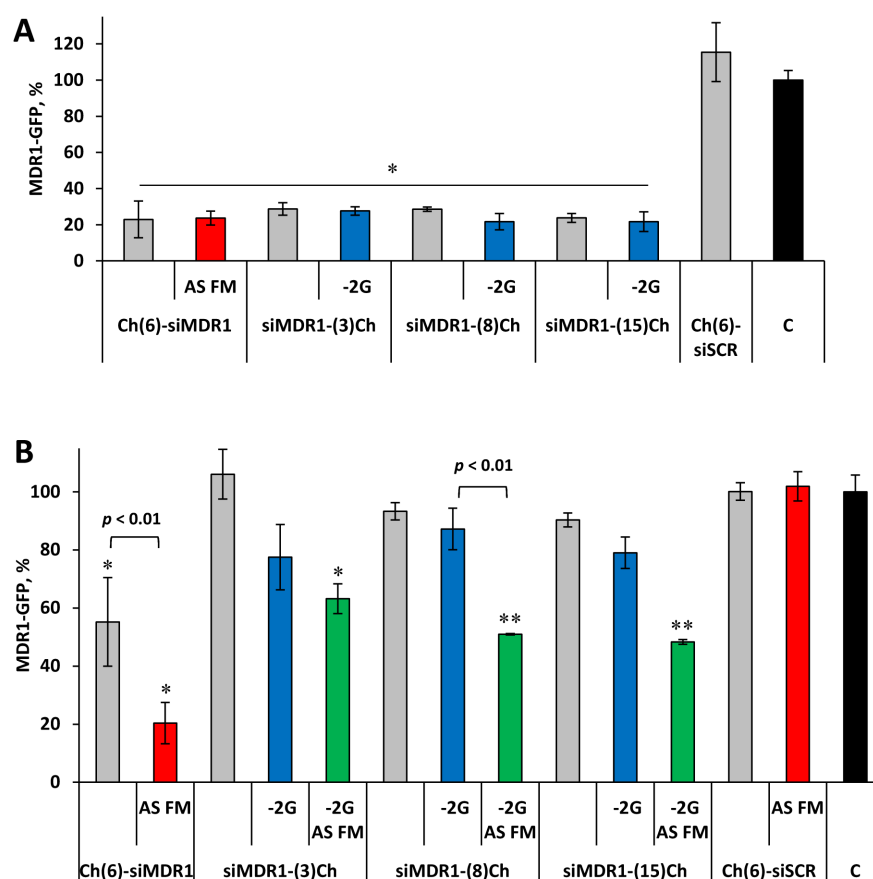 A
MDR1-GFP, %
120
100
80
60
40
20
0
*
AS FM
-2G
-2G
-2G
Ch(6)-siMDR1
siMDR1-(3)Ch
siMDR1-(8)Ch
siMDR1-(15)Ch
Ch(6)-
siSCR
C
B
MDR1-GFP, %
100
80
60
40
20
0
p < 0.01
*
*
*
p < 0.01
**
**
AS FM
-2G
-2G
AS FM
-2G
-2G
AS FM
-2G
-2G
AS FM
AS FM
Ch(6)-siMDR1
siMDR1-(3)Ch
siMDR1-(8)Ch
siMDR1-(15)Ch
Ch(6)-siSCR
C